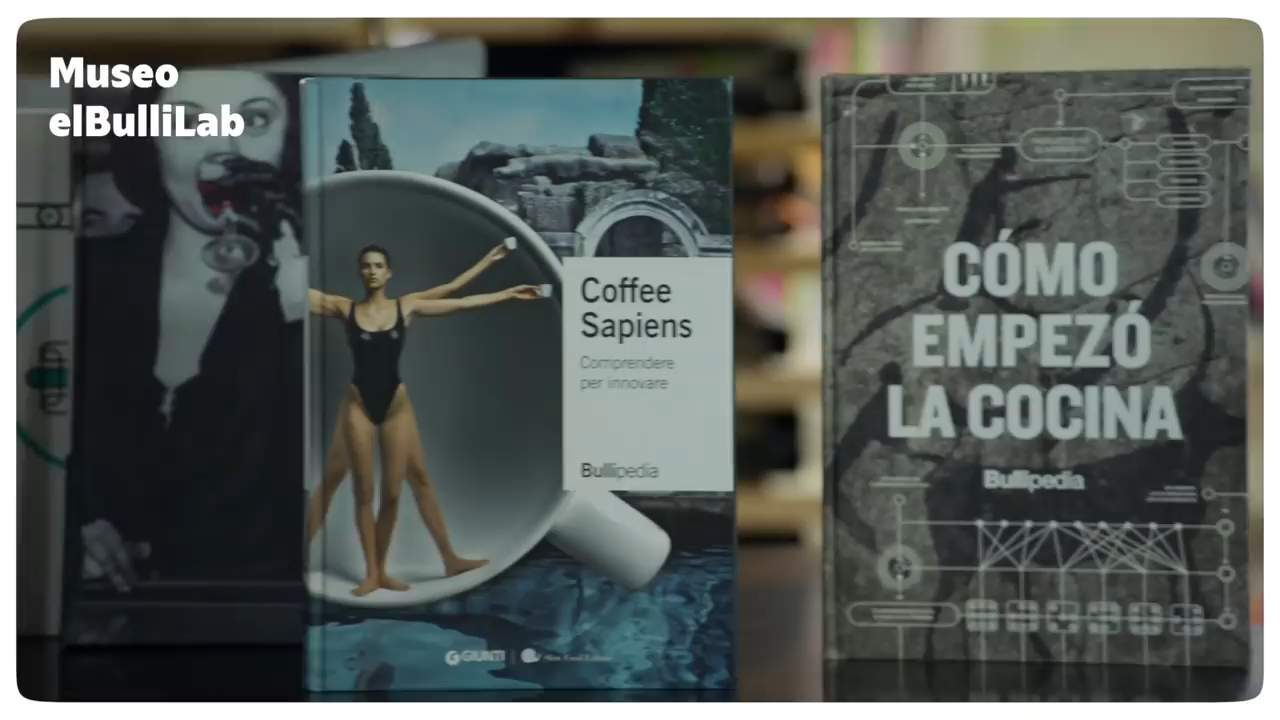 Museo
elBulliLab
Coffee
Sapiens
Comprendere
per innovare
Bullipedia
GIUNTI
CÓMO
EMPEZÓ
LA COCINA
Bullipedia